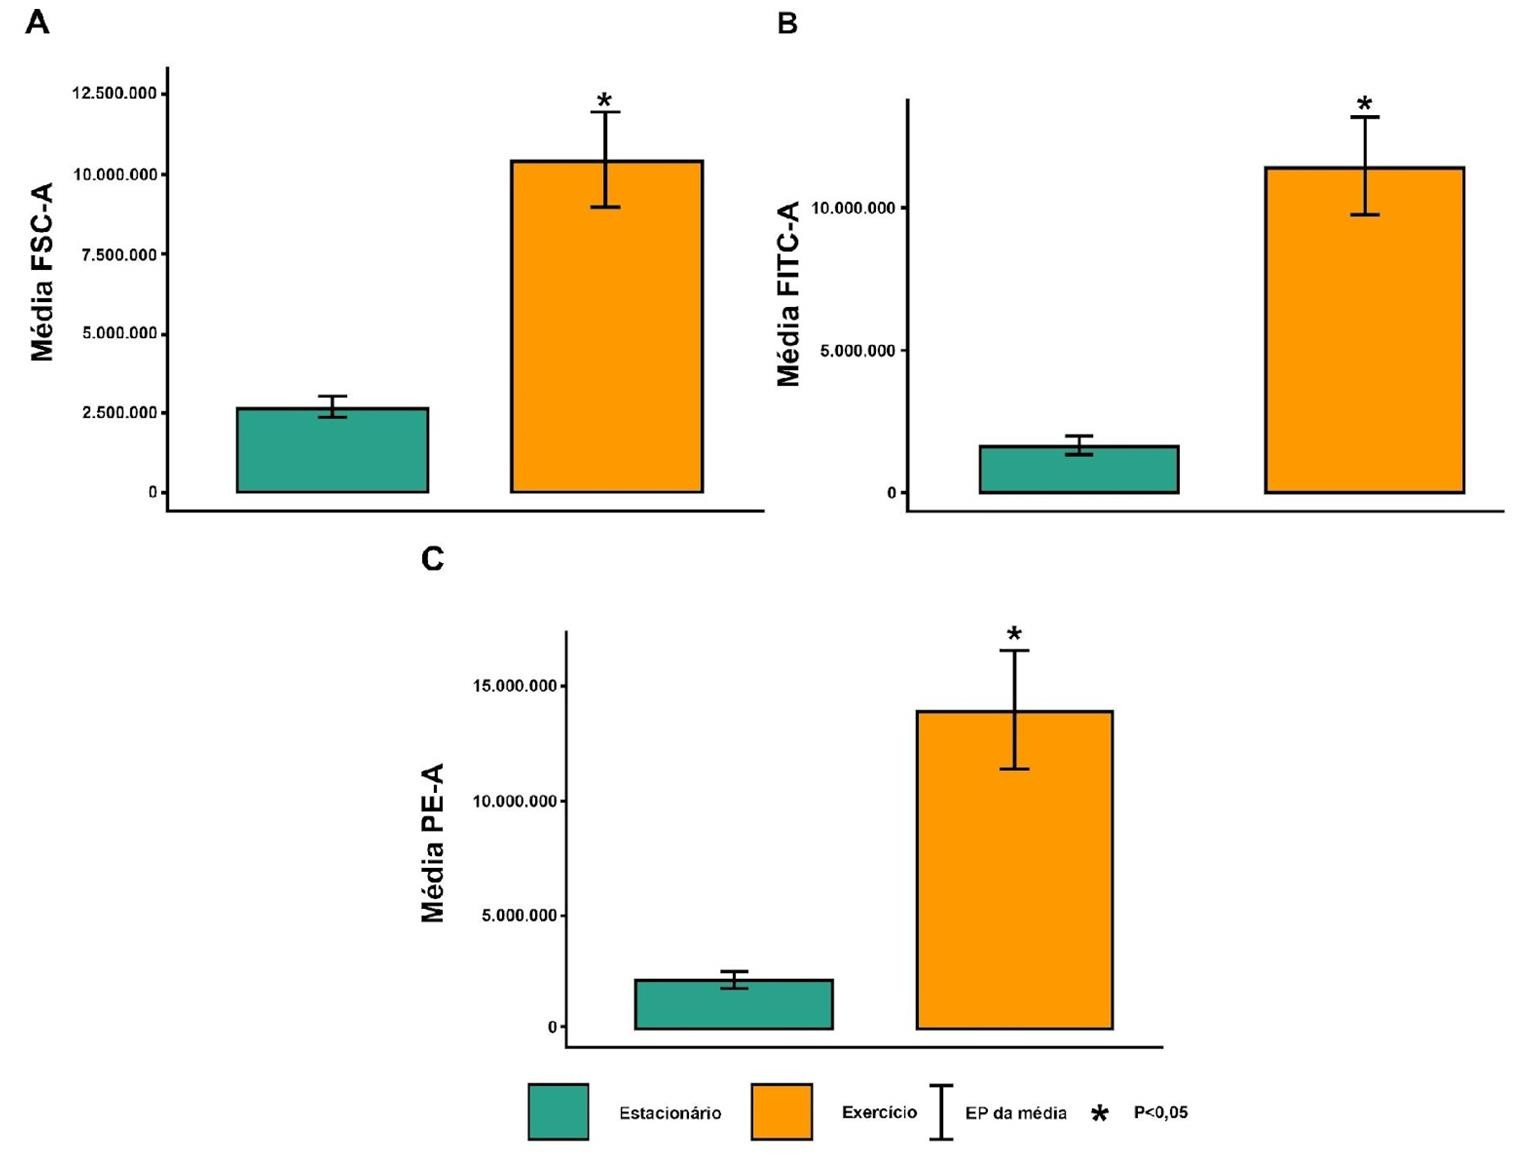 A
Média FSC-A
12.500.000
10.000.000
7.500.000
5.000.000
2.500.000
0
*
B
Média FITC-A
10.000.000
5.000.000
0
*
C
Média PE-A
15.000.000
10.000.000
5.000.000
0
*
Estacionário Exercício EP da média * P<0,05